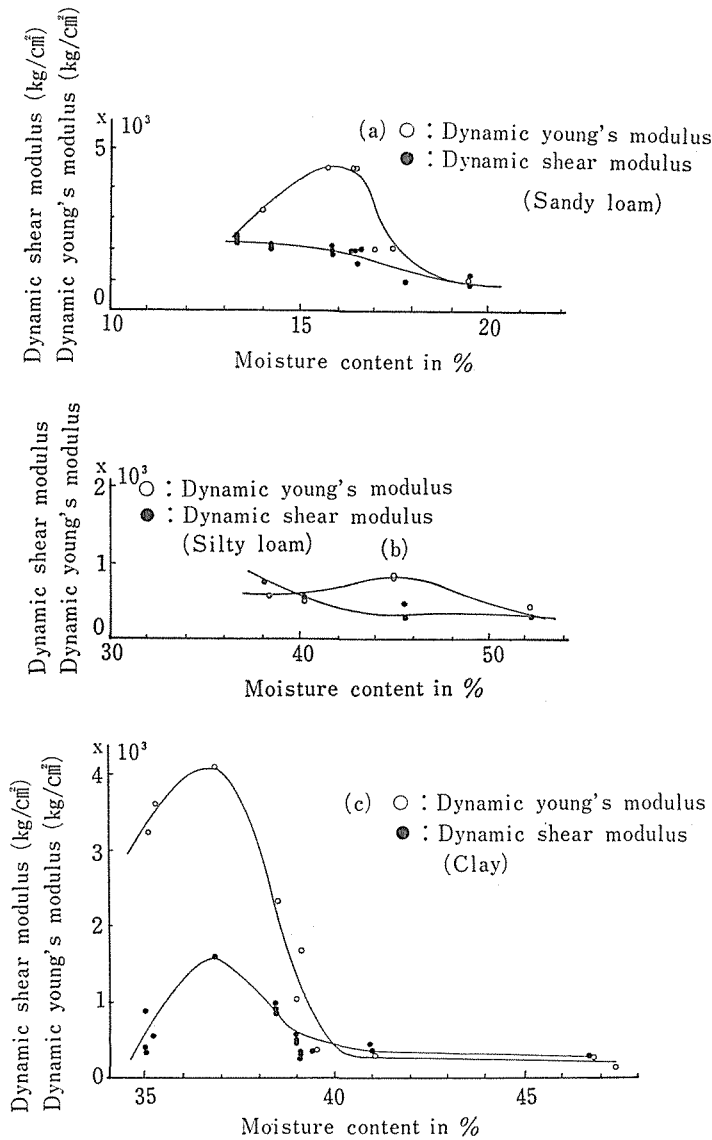 Dynamic shear modulus (kg/cm²)
Dynamic young's modulus (kg/cm²)
x 10³
(a) ○ : Dynamic young's modulus
● : Dynamic shear modulus
(Sandy loam)
5
0
10 15 20
Moisture content in %
Dynamic shear modulus
Dynamic young's modulus
x 10³
2
○ : Dynamic young's modulus
● : Dynamic shear modulus
(Silty loam) (b)
1
0
30 40 50
Moisture content in %
Dynamic shear modulus (kg/cm²)
Dynamic young's modulus (kg/cm²)
x 10³
4
(c) ○ : Dynamic young's modulus
● : Dynamic shear modulus
(Clay)
3
2
1
0
35 40 45
Moisture content in %